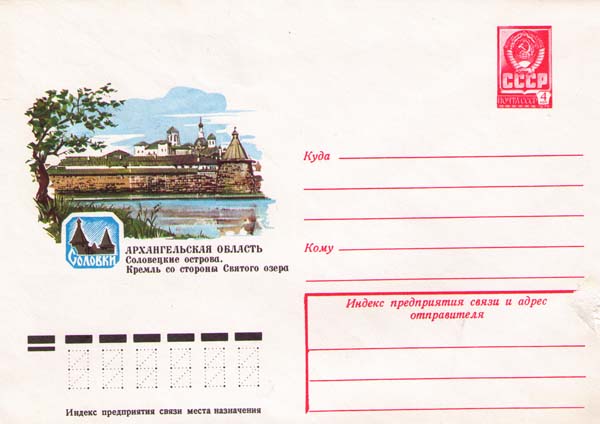 СССР
ПОЧТА СССР 4
Куда
Кому
Соловки
АРХАНГЕЛЬСКАЯ ОБЛАСТЬ
Соловецкие острова.
Кремль со стороны Святого озера
Индекс предприятия связи и адрес
отправителя
Индекс предприятия связи места назначения